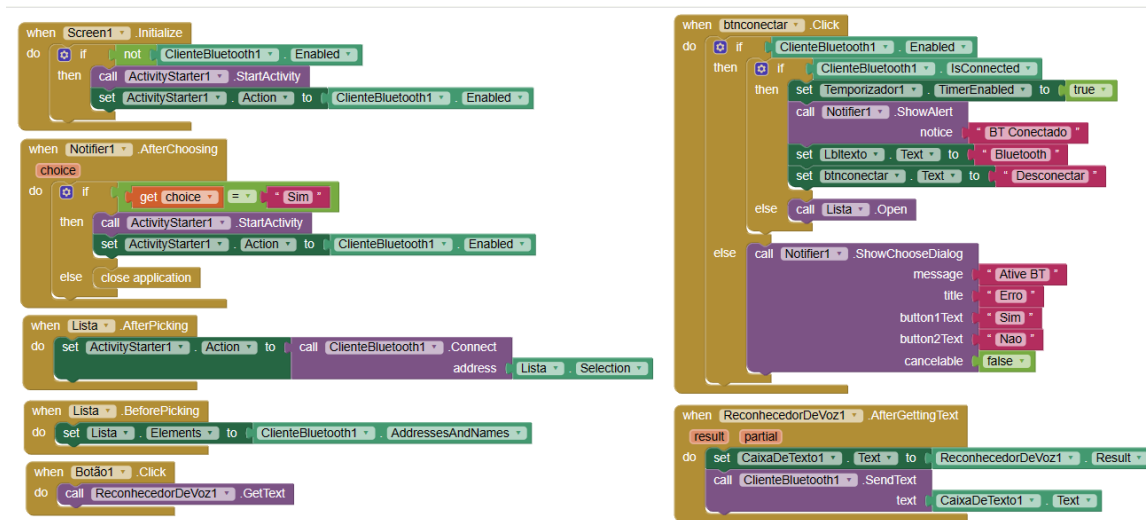 when Screen1 .Initialize
do if not ClienteBluetooth1 . Enabled
then call ActivityStarter1 .StartActivity
set ActivityStarter1 . Action to ClienteBluetooth1 . Enabled
when Notifier1 .AfterChoosing
choice
do if get choice = " Sim "
then call ActivityStarter1 .StartActivity
set ActivityStarter1 . Action to ClienteBluetooth1 . Enabled
else close application
when Lista .AfterPicking
do set ActivityStarter1 . Action to call ClienteBluetooth1 .Connect
address Lista . Selection
when Lista .BeforePicking
do set Lista . Elements to ClienteBluetooth1 . AddressesAndNames
when Botão1 .Click
do call ReconhecedorDeVoz1 .GetText
when btnconectar .Click
do if ClienteBluetooth1 . Enabled
then if ClienteBluetooth1 . IsConnected
then set Temporizador1 . TimerEnabled to true
call Notifier1 .ShowAlert
notice " BT Conectado "
set Lbltexto . Text to " Bluetooth "
set btnconectar . Text to " Desconectar "
else call Lista .Open
else call Notifier1 .ShowChooseDialog
message " Ative BT "
title " Erro "
button1Text " Sim "
button2Text " Nao "
cancelable false
when ReconhecedorDeVoz1 .AfterGettingText
result partial
do set CaixaDeTexto1 . Text to ReconhecedorDeVoz1 . Result
call ClienteBluetooth1 .SendText
text CaixaDeTexto1 . Text